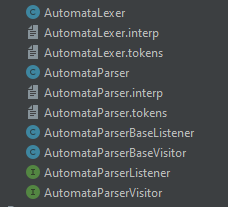 AutomataLexer
AutomataLexer.interp
AutomataLexer.tokens
AutomataParser
AutomataParser.interp
AutomataParser.tokens
AutomataParserBaseListener
AutomataParserBaseVisitor
AutomataParserListener
AutomataParserVisitor